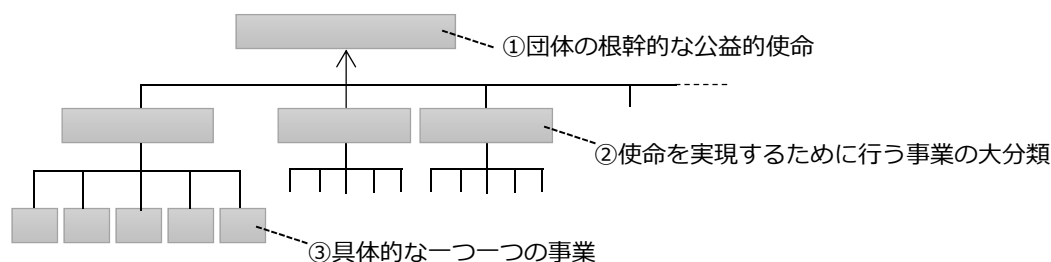 ①団体の根幹的な公益的使命
②使命を実現するために行う事業の大分類
③具体的な一つ一つの事業